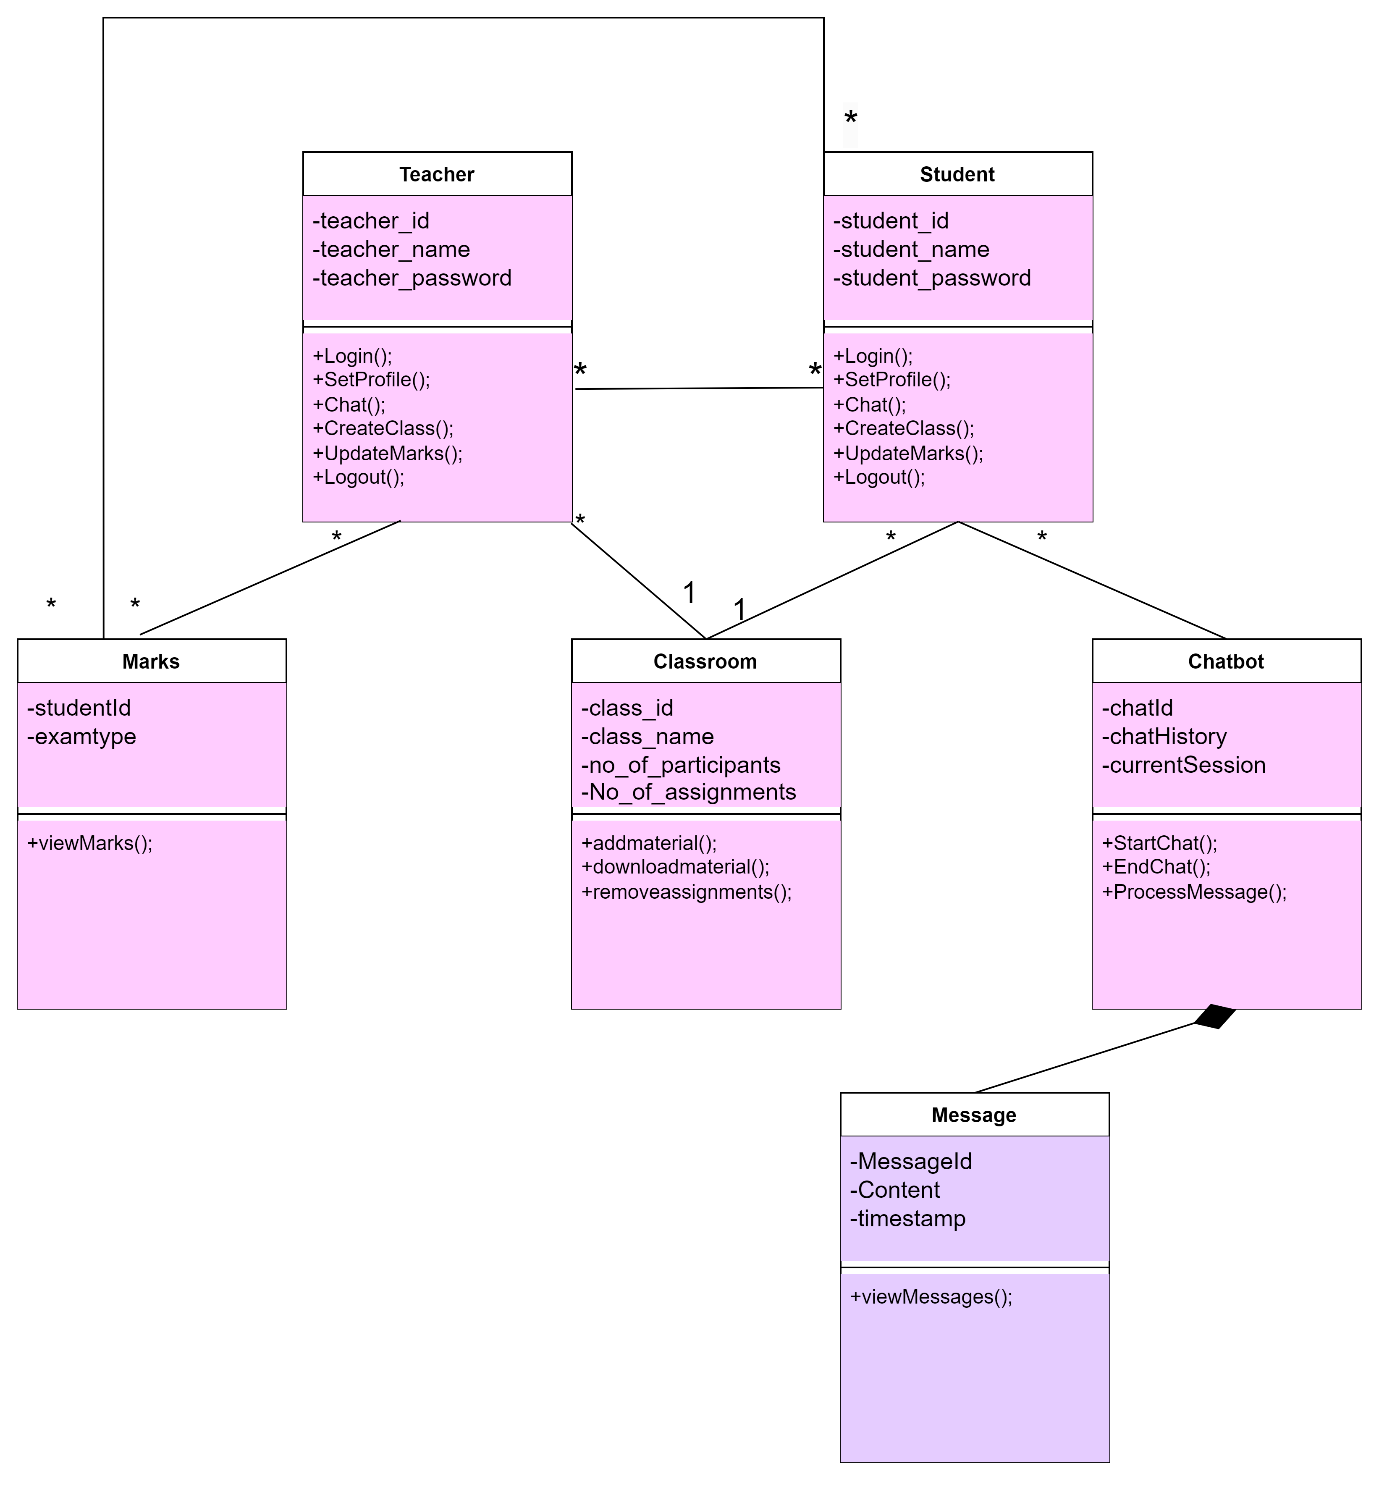 *
Teacher
-teacher_id
-teacher_name
-teacher_password
+Login();
+SetProfile();
+Chat();
+CreateClass();
+UpdateMarks();
+Logout();
Student
-student_id
-student_name
-student_password
+Login();
+SetProfile();
+Chat();
+CreateClass();
+UpdateMarks();
+Logout();
* *
* * * *
1 1
* *
Marks
-studentId
-examtype
+viewMarks();
Classroom
-class_id
-class_name
-no_of_participants
-No_of_assignments
+addmaterial();
+downloadmaterial();
+removeassignments();
Chatbot
-chatId
-chatHistory
-currentSession
+StartChat();
+EndChat();
+ProcessMessage();
Message
-MessageId
-Content
-timestamp
+viewMessages();